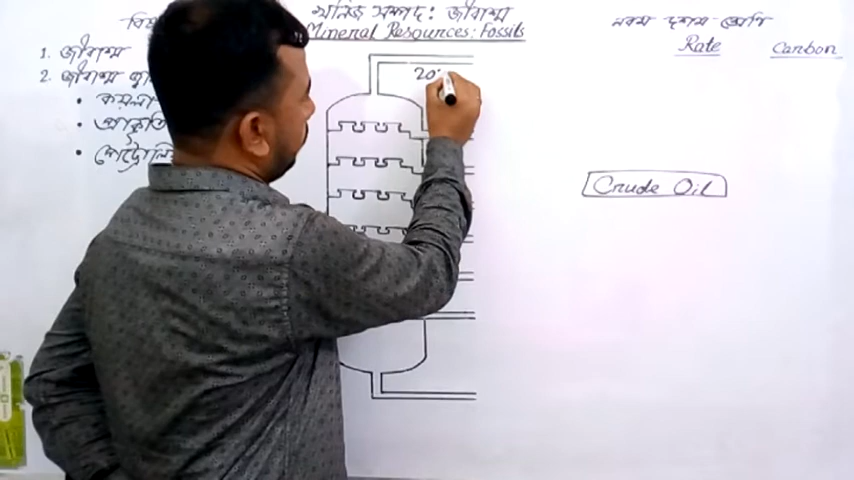 খনিজ সম্পদ: জীবাশ্ম
নবম দশম শ্রেণি
Mineral Resources: Fossils
Rate
Carbon
1. জীবাশ্ম
2. জীবাশ্ম
• কয়লা
20°
Crude Oil